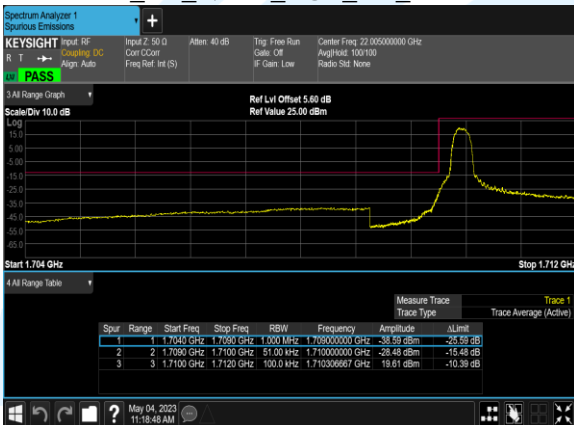 Spectrum Analyzer 1
Spurious Emissions
+
KEYSIGHT Input: RF Input Z: 50 Ω Atten: 40 dB Trig: Free Run Center Freq: 22.005000000 GHz
R T Coupling: DC Corr CCorr Gate: Off Avg|Hold: 100/100
Align: Auto Freq Ref: Int (S) IF Gain: Low Radio Std: None
PASS
3 All Range Graph
Ref Lvl Offset 5.60 dB
Scale/Div 10.0 dB Ref Value 25.00 dBm
Log
15.0
5.00
-5.00
-15.0
-25.0
-35.0
-45.0
-55.0
-65.0
Start 1.704 GHz Stop 1.712 GHz
4 All Range Table
Measure Trace Trace 1
Trace Type Trace Average (Active)
Spur Range Start Freq Stop Freq RBW Frequency Amplitude ΔLimit
1 1 1.7040 GHz 1.7090 GHz 1.000 MHz 1.709000000 GHz -38.59 dBm -25.59 dB
2 2 1.7090 GHz 1.7100 GHz 51.00 kHz 1.710000000 GHz -28.48 dBm -15.48 dB
3 3 1.7100 GHz 1.7120 GHz 100.0 kHz 1.710306667 GHz 19.61 dBm -10.39 dB
?
May 04, 2023
11:18:48 AM